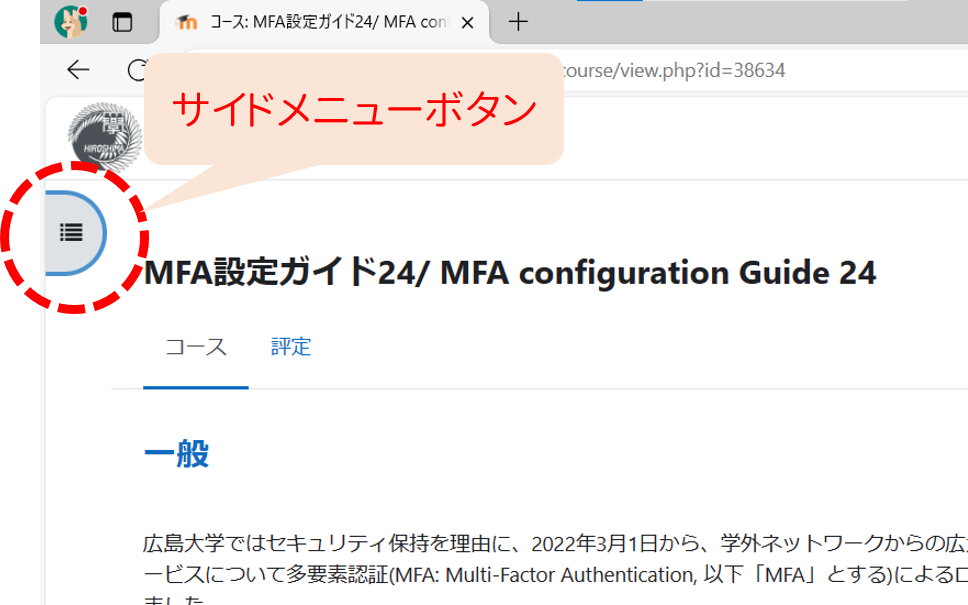 コース: MFA設定ガイド24/ MFA con
course/view.php?id=38634
サイドメニューボタン
學
HIROSHIMA
MFA設定ガイド24/ MFA configuration Guide 24
コース 評定
一般
広島大学ではセキュリティ保持を理由に、2022年3月1日から、学外ネットワークからの広
ービスについて多要素認証(MFA: Multi-Factor Authentication, 以下「MFA」とする)による
ました